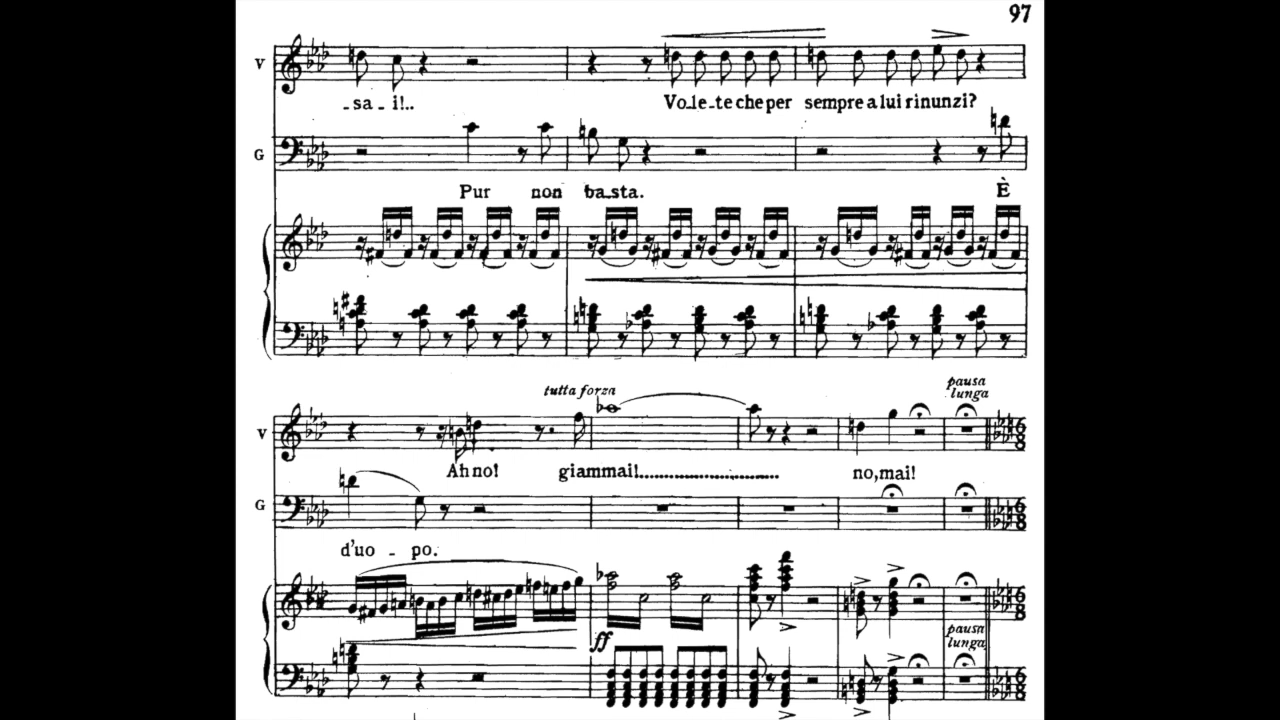 97
V
-sa-i!.. Vo-le-te che per sempre a lui rinunzi?
G
Pur non ba-sta. È
tutta forza
pausa lunga
V
Ah no! giammai!............................ no, mai!
G
d'uo - po.
ff
pausa lunga